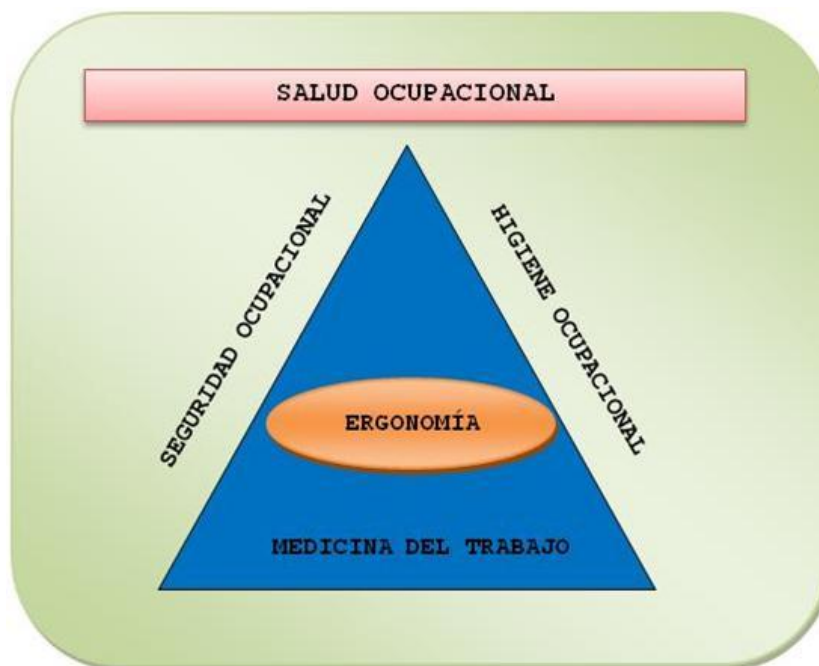 SALUD OCUPACIONAL
SEGURIDAD OCUPACIONAL
HIGIENE OCUPACIONAL
ERGONOMÍA
MEDICINA DEL TRABAJO